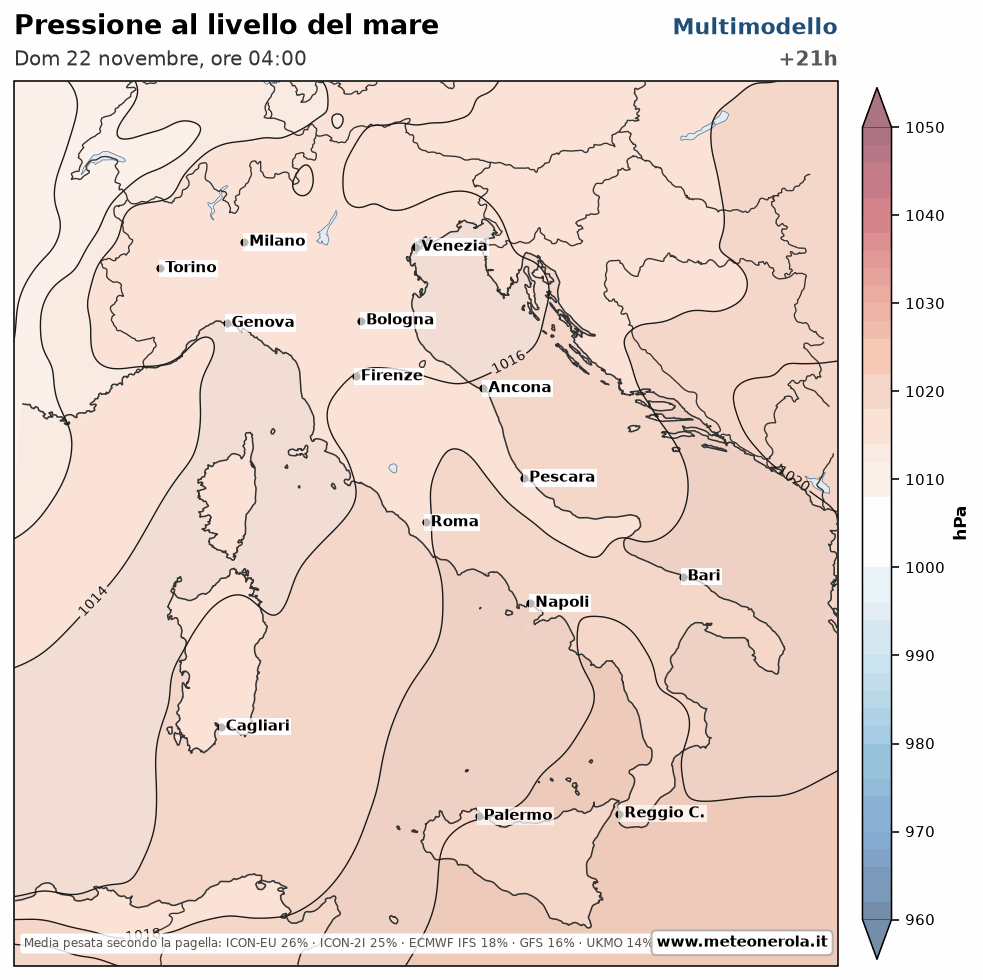 Pressione al livello del mare
Multimodello
Dom 22 novembre, ore 04:00
+21h
1050
1040
1030
1020
1010
1000
990
980
970
960
hPa
Milano
Venezia
Torino
Genova
Bologna
1016
Firenze
Ancona
Pescara
1020
Roma
Bari
1014
Napoli
Cagliari
Palermo
Reggio C.
1018
Media pesata secondo la pagella: ICON-EU 26% · ICON-2I 25% · ECMWF IFS 18% · GFS 16% · UKMO 14%
www.meteonerola.it